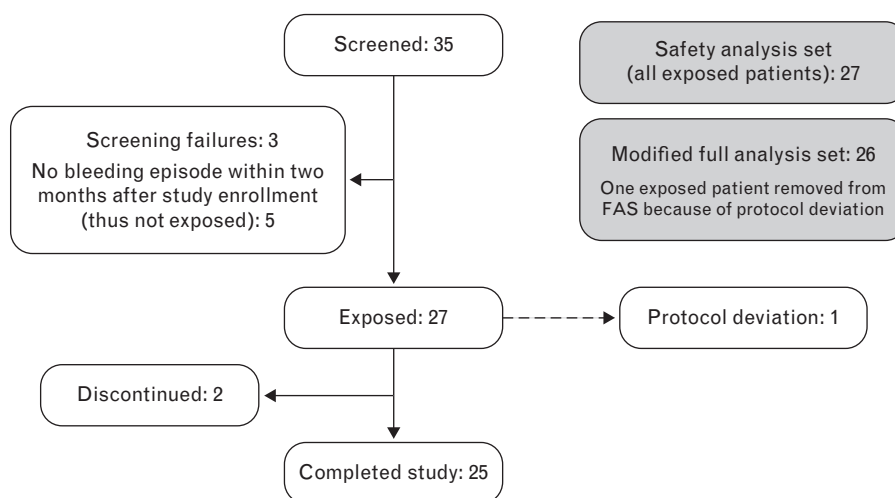 Screened: 35
Safety analysis set
(all exposed patients): 27
Screening failures: 3
No bleeding episode within two
months after study enrollment
(thus not exposed): 5
Modified full analysis set: 26
One exposed patient removed from
FAS because of protocol deviation
Exposed: 27
Protocol deviation: 1
Discontinued: 2
Completed study: 25